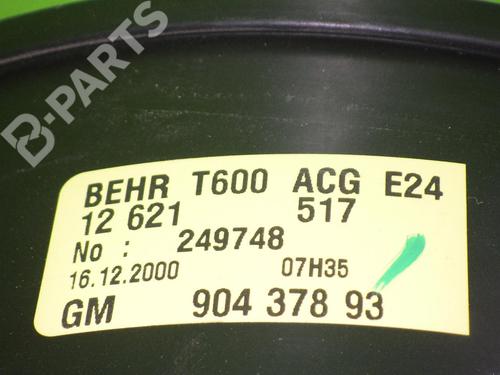 B-PARTS
BEHR T600 ACG E24
12 621 517
No : 249748
16.12.2000 07H35
GM 904 378 93